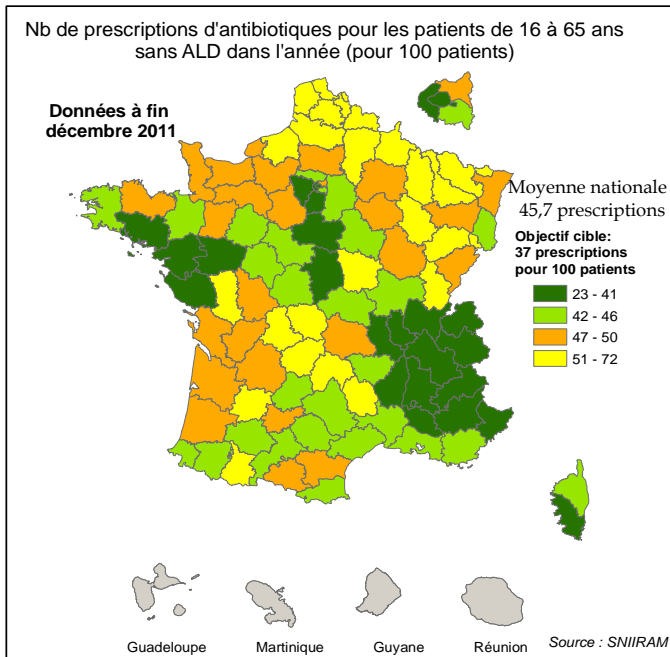 Nb de prescriptions d'antibiotiques pour les patients de 16 à 65 ans
sans ALD dans l'année (pour 100 patients)
Données à fin
décembre 2011
Moyenne nationale
45,7 prescriptions
Objectif cible:
37 prescriptions
pour 100 patients
23 - 41
42 - 46
47 - 50
51 - 72
Guadeloupe
Martinique
Guyane
Réunion
Source : SNIIRAM